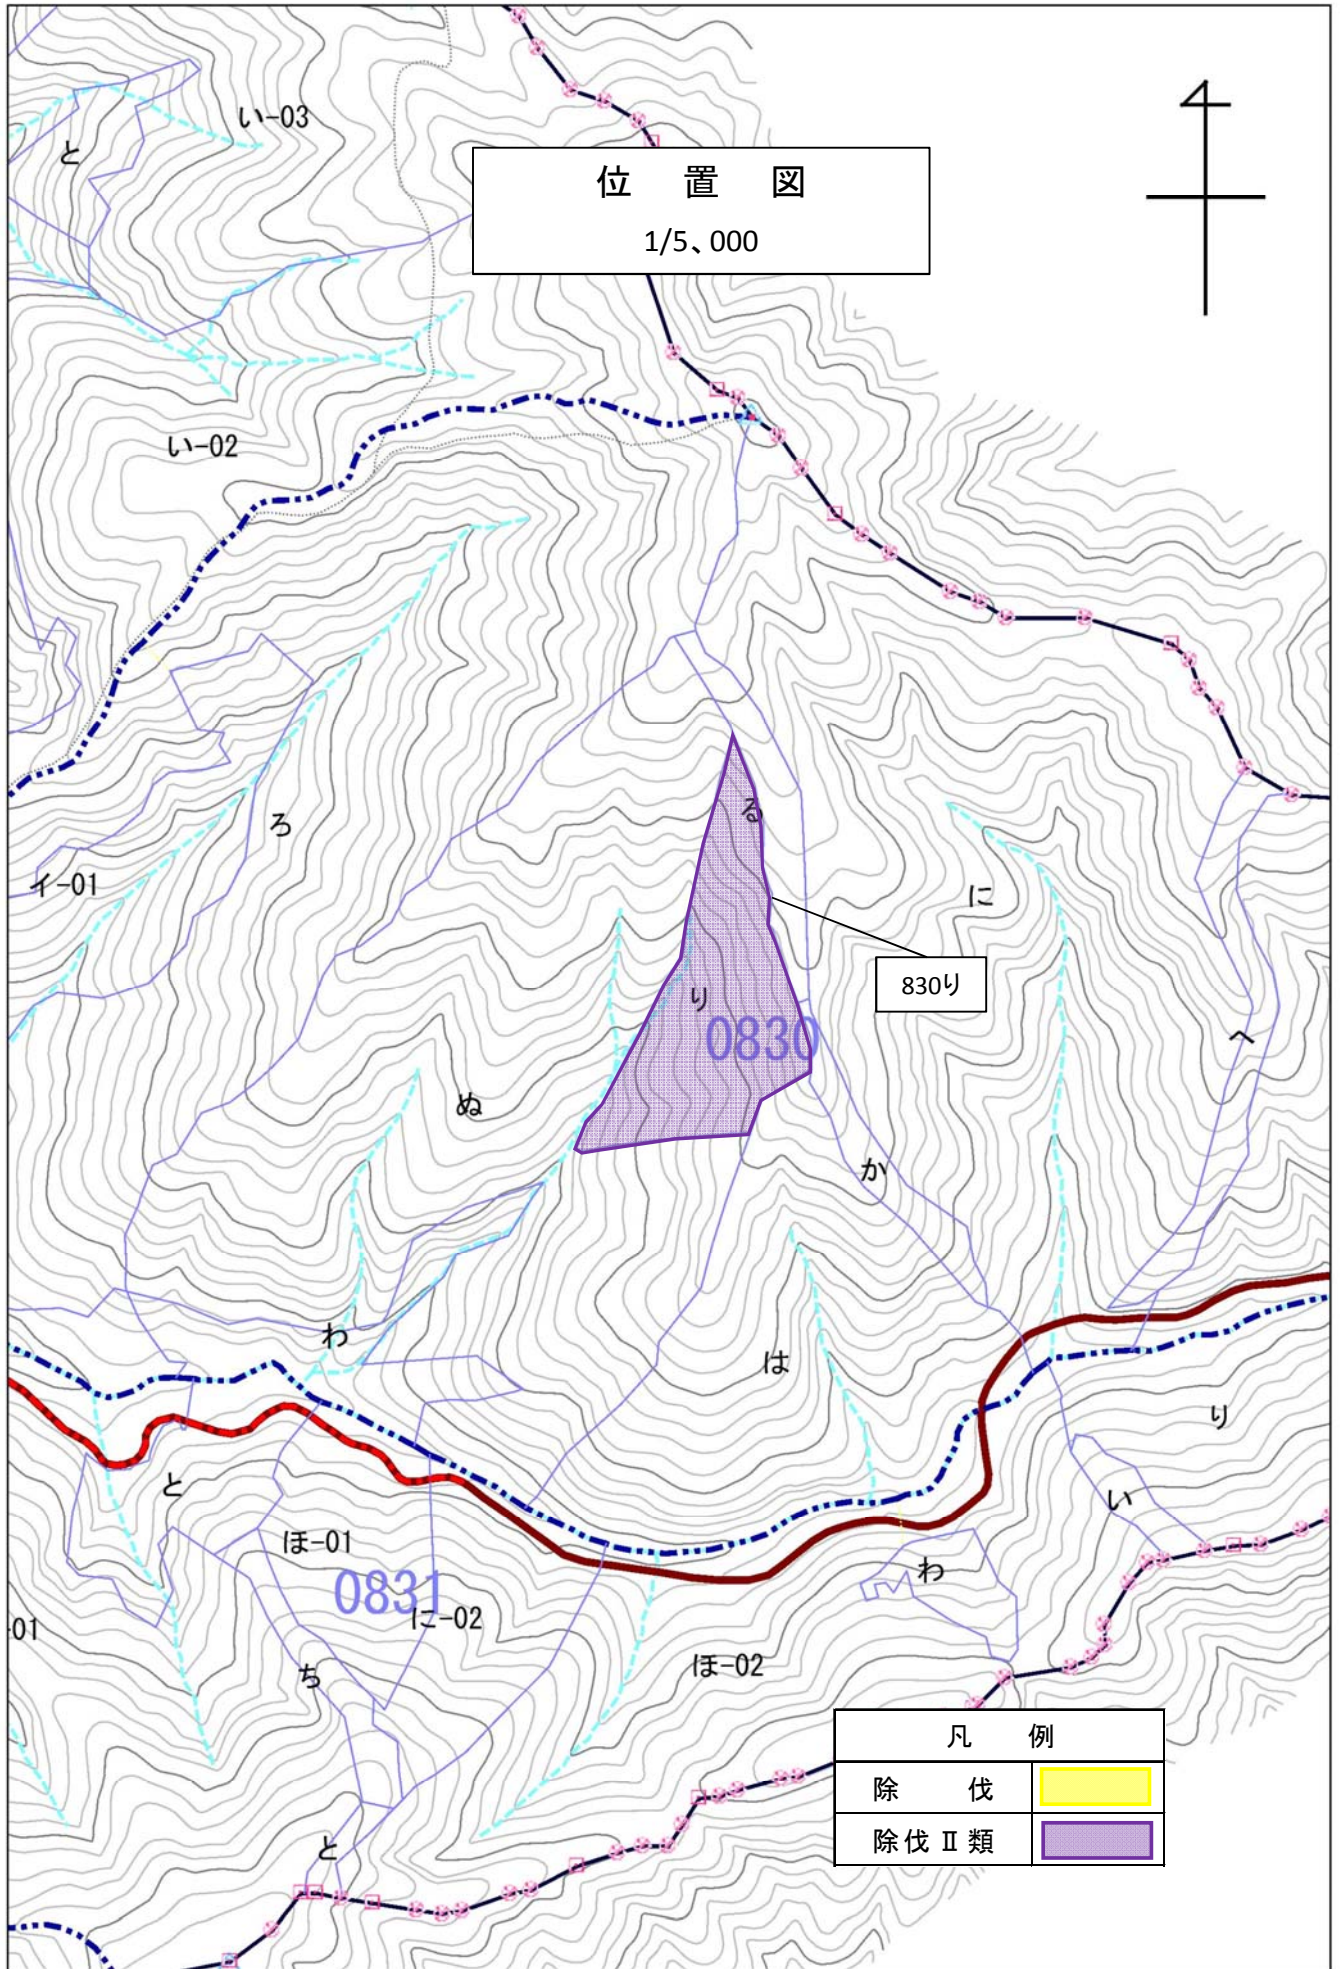 い-03
と
位 置 図
1/5、000
い-02
る
ろ
イ-01
に
830り
り
0830
へ
ぬ
か
わ
は
り
と
い
ほ-01
わ
0831
に-02
-01
ち
ほ-02
凡 例
除 伐
除伐Ⅱ類
と